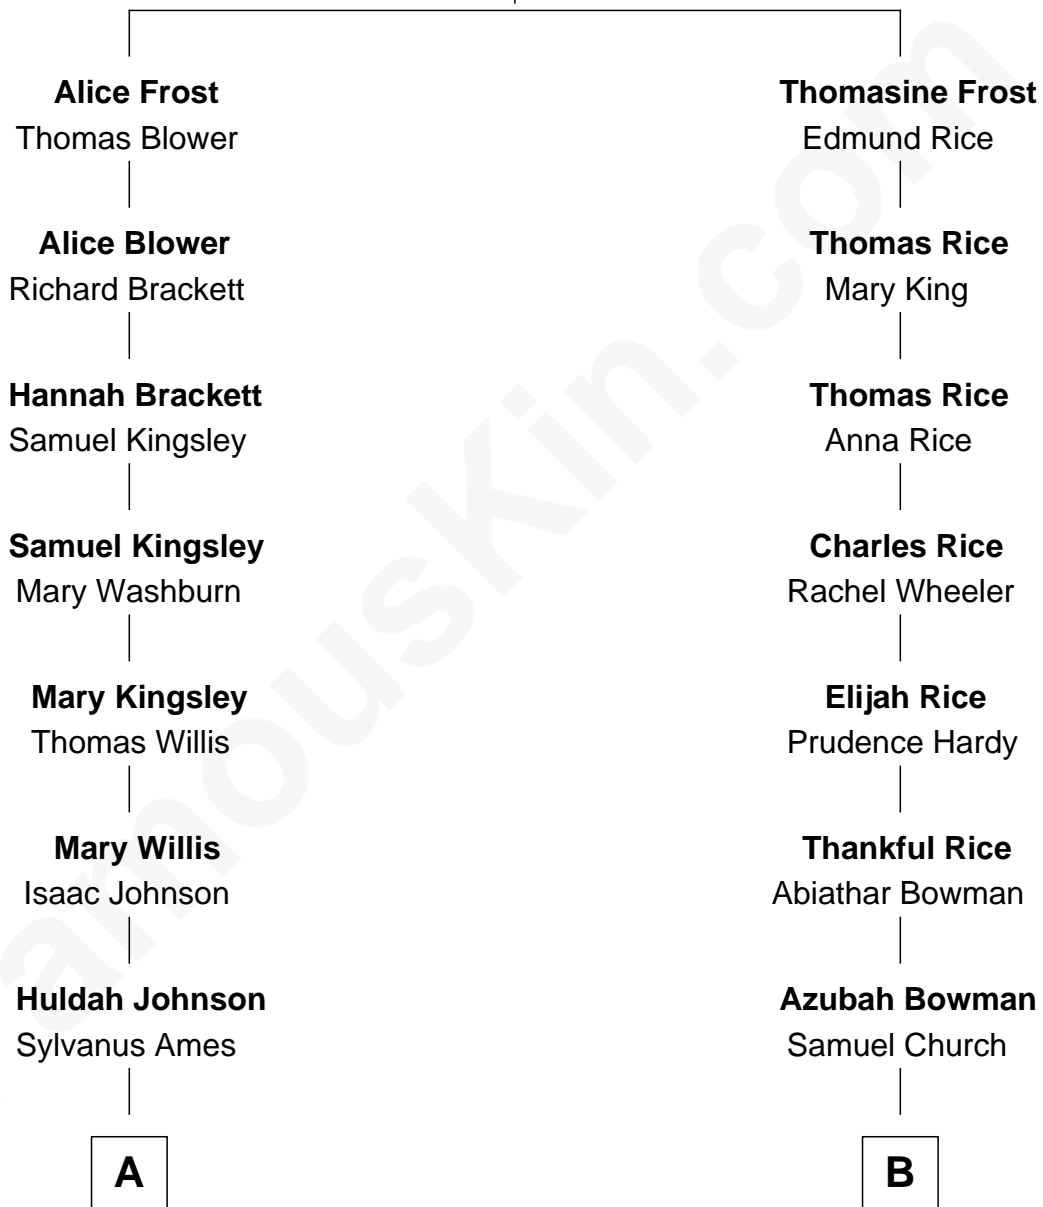 Alice Frost
Thomas Blower
Thomasine Frost
Edmund Rice
Alice Blower
Richard Brackett
Thomas Rice
Mary King
Hannah Brackett
Samuel Kingsley
Thomas Rice
Anna Rice
Samuel Kingsley
Mary Washburn
Charles Rice
Rachel Wheeler
Mary Kingsley
Thomas Willis
Elijah Rice
Prudence Hardy
Mary Willis
Isaac Johnson
Thankful Rice
Abiathar Bowman
Huldah Johnson
Sylvanus Ames
Azubah Bowman
Samuel Church
A
B
amouskin.com